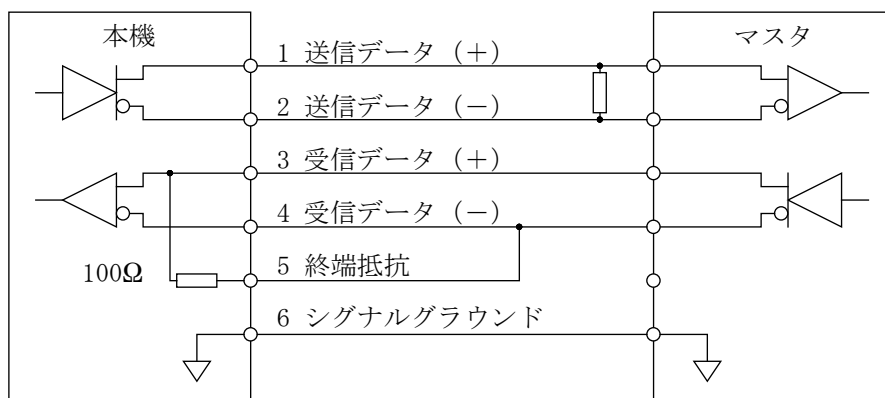 本機
マスタ
1 送信データ (+)
2 送信データ (−)
3 受信データ (+)
4 受信データ (−)
100Ω
5 終端抵抗
6 シグナルグラウンド